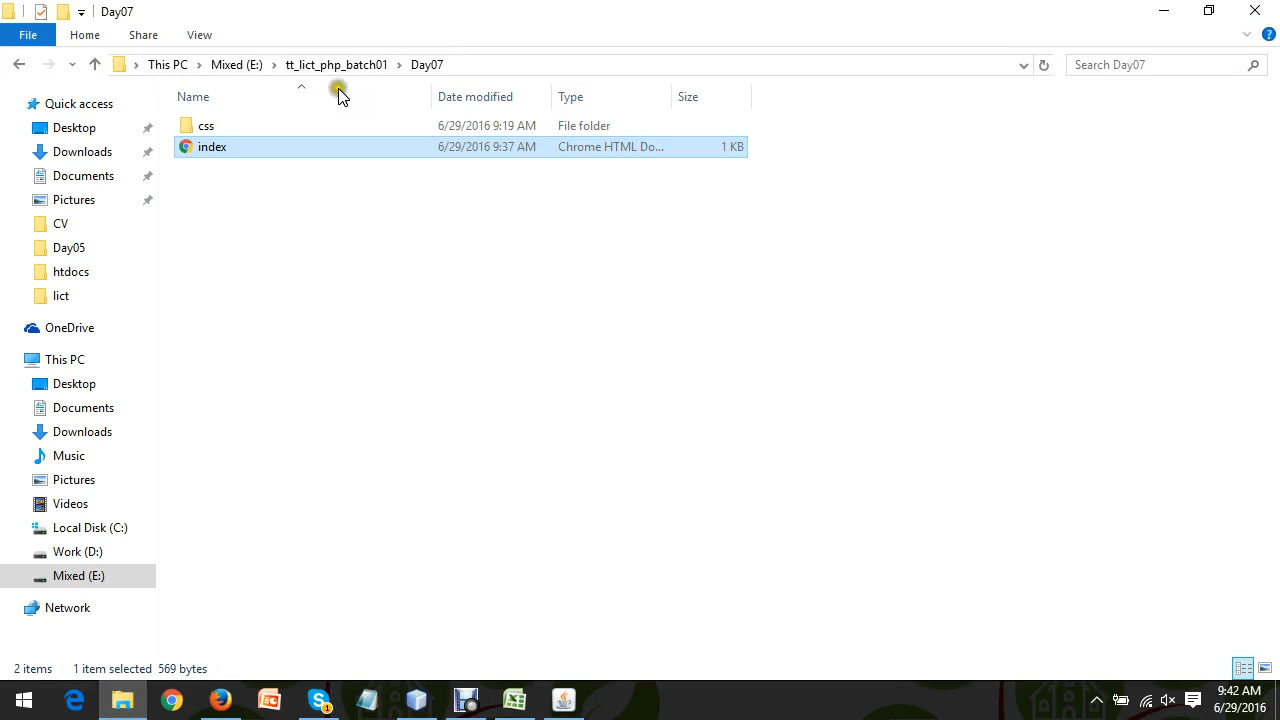 Day07
File Home Share View
This PC Mixed (E:) tt_lict_php_batch01 Day07
Search Day07
Name Date modified Type Size
css 6/29/2016 9:19 AM File folder
index 6/29/2016 9:37 AM Chrome HTML Do... 1 KB
Quick access
Desktop
Downloads
Documents
Pictures
CV
Day05
htdocs
lict
OneDrive
This PC
Desktop
Documents
Downloads
Music
Pictures
Videos
Local Disk (C:)
Work (D:)
Mixed (E:)
Network
2 items 1 item selected 569 bytes
1
9:42 AM
6/29/2016